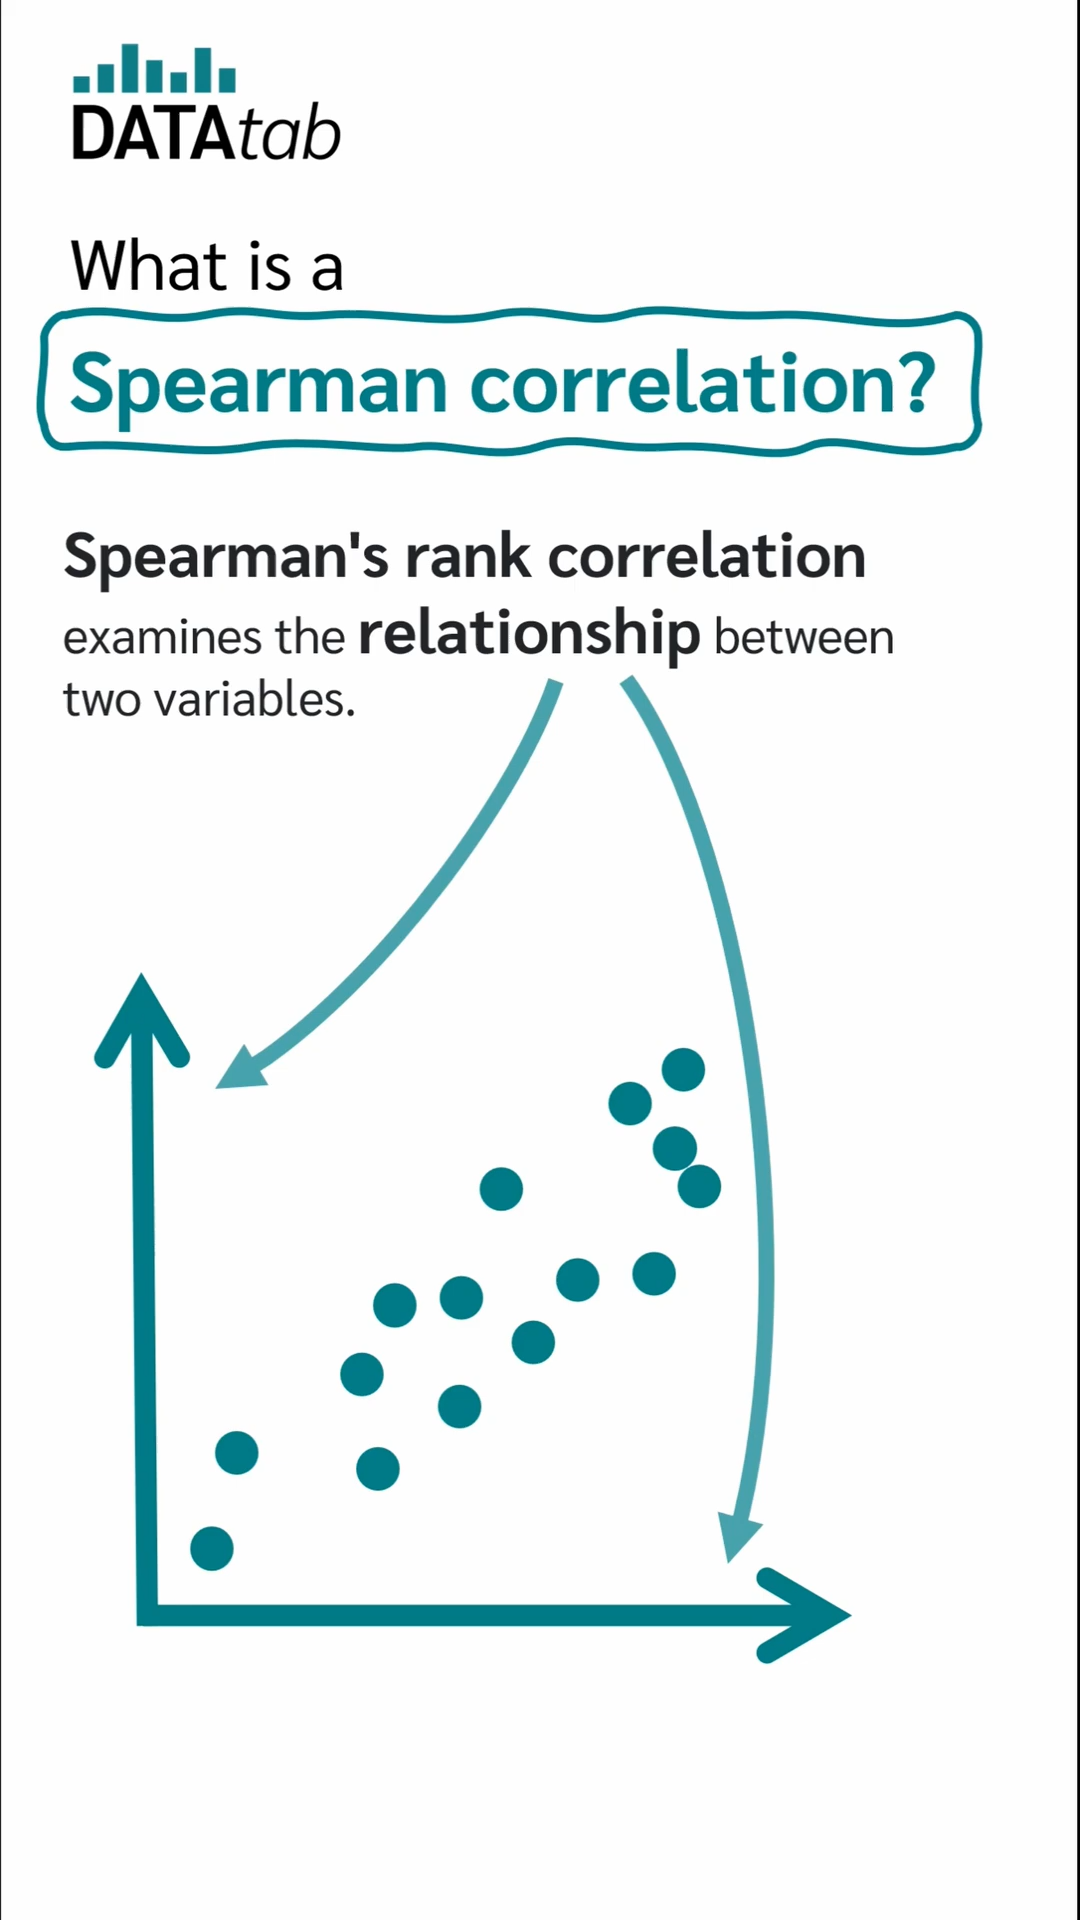 DATAtab
What is a
Spearman correlation?
Spearman's rank correlation
examines the relationship between
two variables.